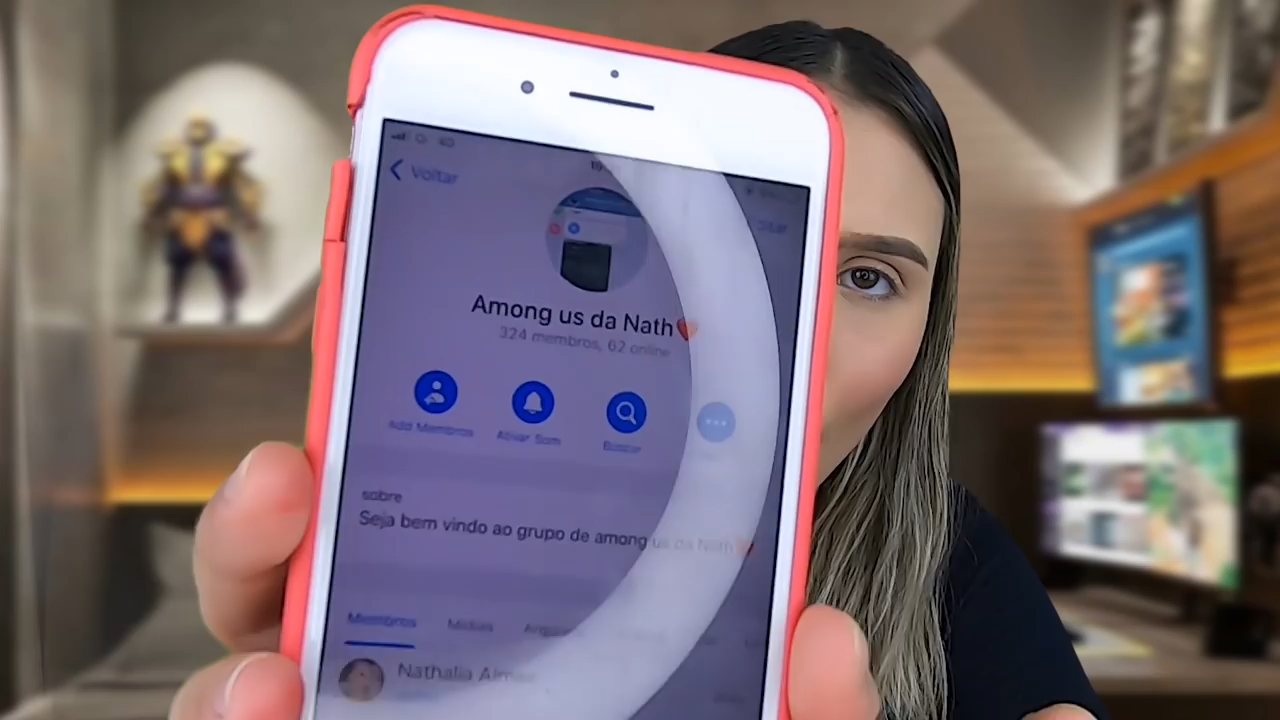 Voltar
Among us da Nath❤️
324 membros, 62 online
Add Membros
Ativar Som
Buscar
sobre
Seja bem vindo ao grupo de among us da Nath❤️
Membros
Mídias
Nathalia